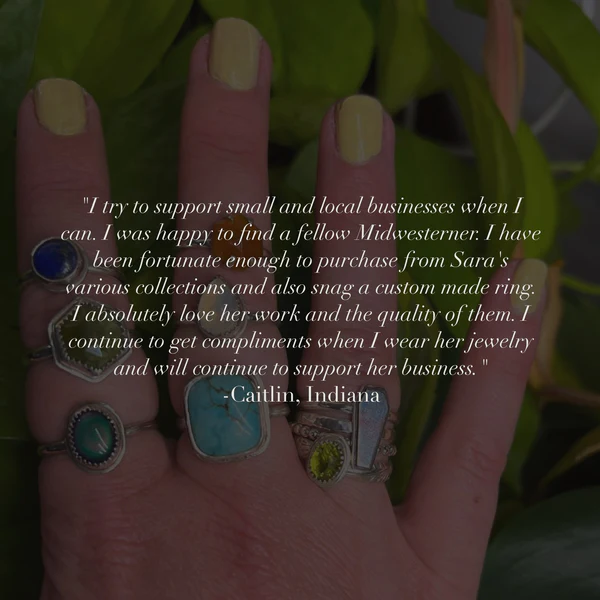 "I try to support small and local businesses when I
can. I was happy to find a fellow Midwesterner. I have
been fortunate enough to purchase from Sara's
various collections and also snag a custom made ring.
I absolutely love her work and the quality of them. I
continue to get compliments when I wear her jewelry
and will continue to support her business. "
-Caitlin, Indiana